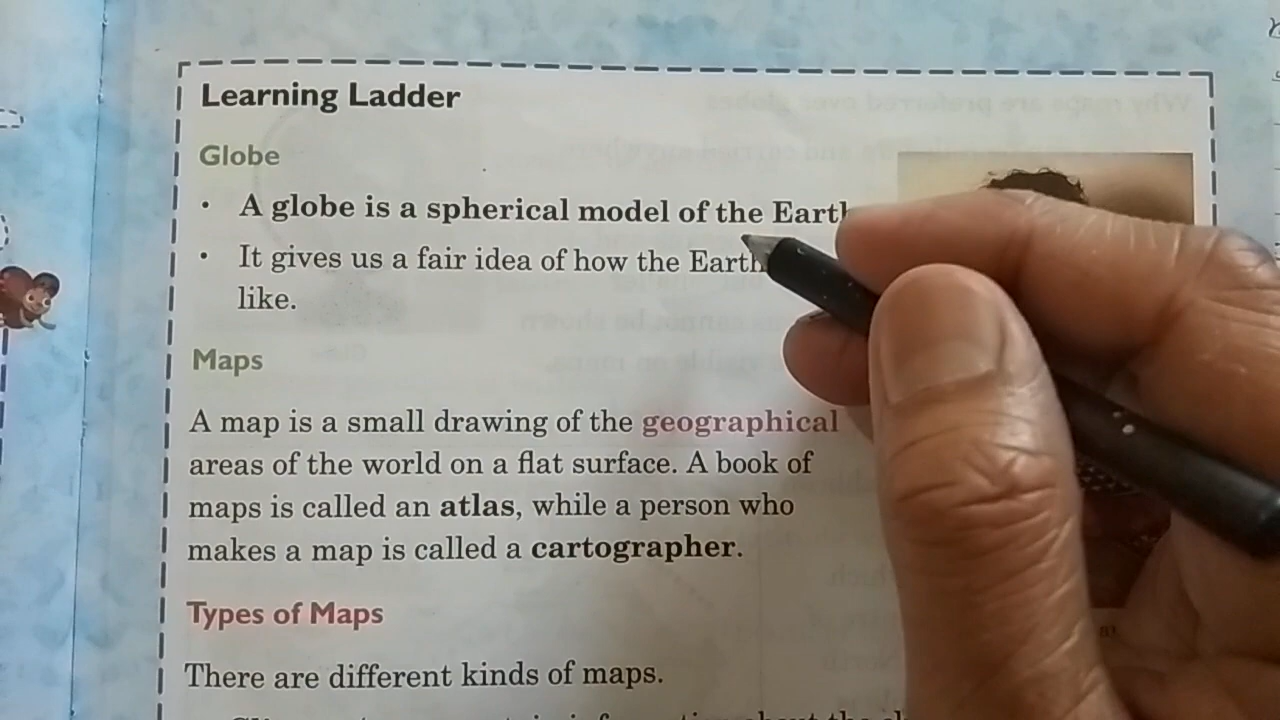 Learning Ladder
Globe
• A globe is a spherical model of the
• It gives us a fair idea of how the
like.
Maps
A map is a small drawing of the geographical
areas of the world on a flat surface. A book of
maps is called an atlas, while a person who
makes a map is called a cartographer.
Types of Maps
There are different kinds of maps.